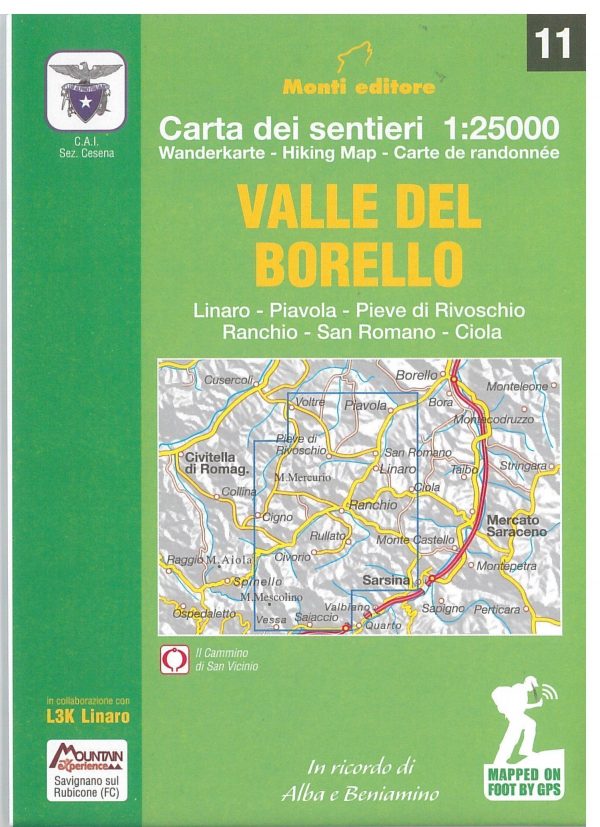 11
C.A.I.
Sez. Cesena
Monti editore
Carta dei sentieri 1:25000
Wanderkarte - Hiking Map - Carte de randonnée
VALLE DEL
BORELLO
Linaro - Piavola - Pieve di Rivoschio
Ranchio - San Romano - Ciola
Cusercoli
Borello
Monteleone
Voltre
Piavola
Bora
Montecodruzzo
Pieve di
Rivoschio
San Romano
Civitella
di Romag.
M.Mercurio
Linaro
Taibo
Stringara
Collina
Ciola
Cigno
Ranchio
Mercato
Saraceno
Rullato
Monte Castello
Raggio
M. Aiola
Civorio
Montepetra
Spinello
Sarsina
M.Mescolino
Ospedaletto
Valbiano
Sapigno
Perticara
Vessa
Saiaccio
Quarto
Il Cammino
di San Vicinio
in collaborazione con
L3K Linaro
MOUNTAIN
eXperience
Savignano sul
Rubicone (FC)
In ricordo di
Alba e Beniamino
MAPPED ON
FOOT BY GPS